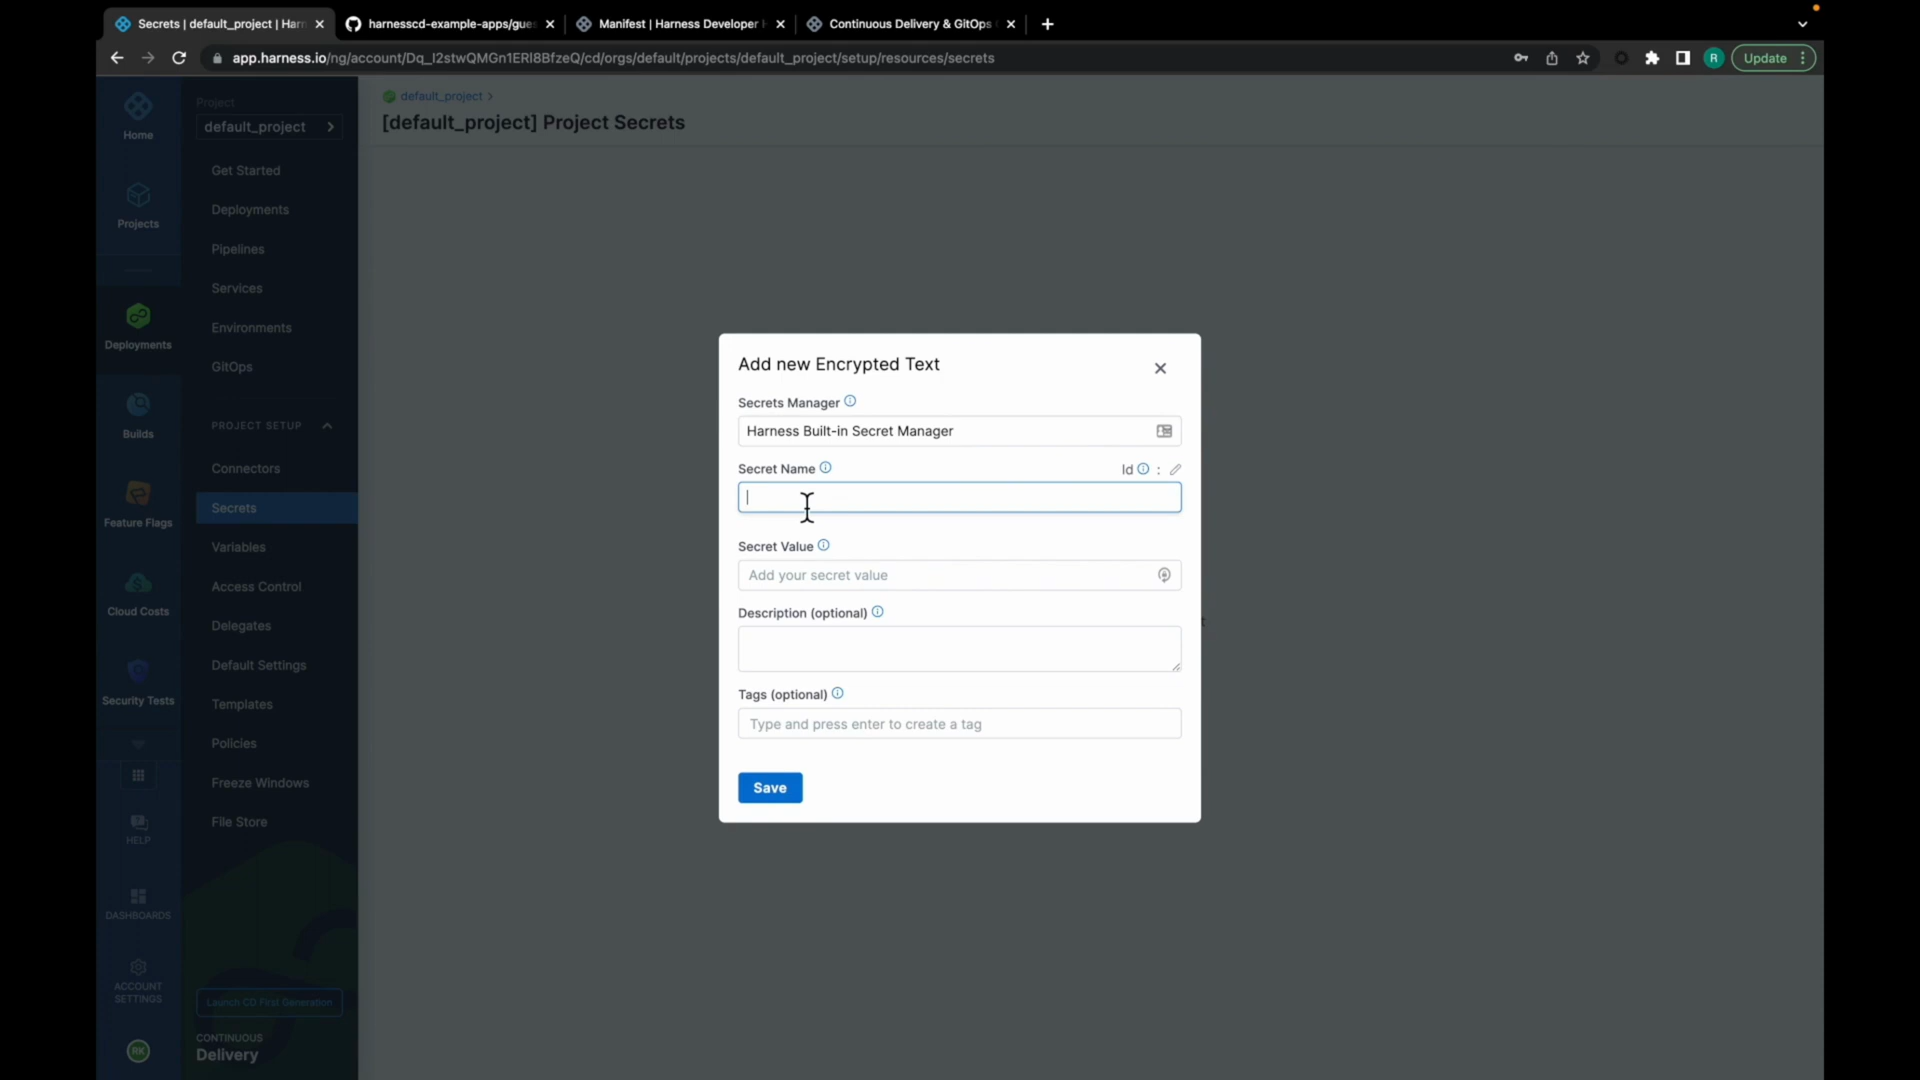 Secrets | default_project | Harn
harnesscd-example-apps/gues
Manifest | Harness Developer H
Continuous Delivery & GitOps
app.harness.io/ng/account/Dq_I2stwQMGn1ERI8BfzeQ/cd/orgs/default/projects/default_project/setup/resources/secrets
R
Update
Home
Projects
Deployments
Builds
Feature Flags
Cloud Costs
Security Tests
HELP
DASHBOARDS
ACCOUNT
SETTINGS
RK
Project
default_project
Get Started
Deployments
Pipelines
Services
Environments
GitOps
PROJECT SETUP
Connectors
Secrets
Variables
Access Control
Delegates
Default Settings
Templates
Policies
Freeze Windows
File Store
Launch CD First Generation
CONTINUOUS
Delivery
default_project
[default_project] Project Secrets
Add new Encrypted Text
Secrets Manager
Harness Built-in Secret Manager
Secret Name
Id :
Secret Value
Add your secret value
Description (optional)
Tags (optional)
Type and press enter to create a tag
Save